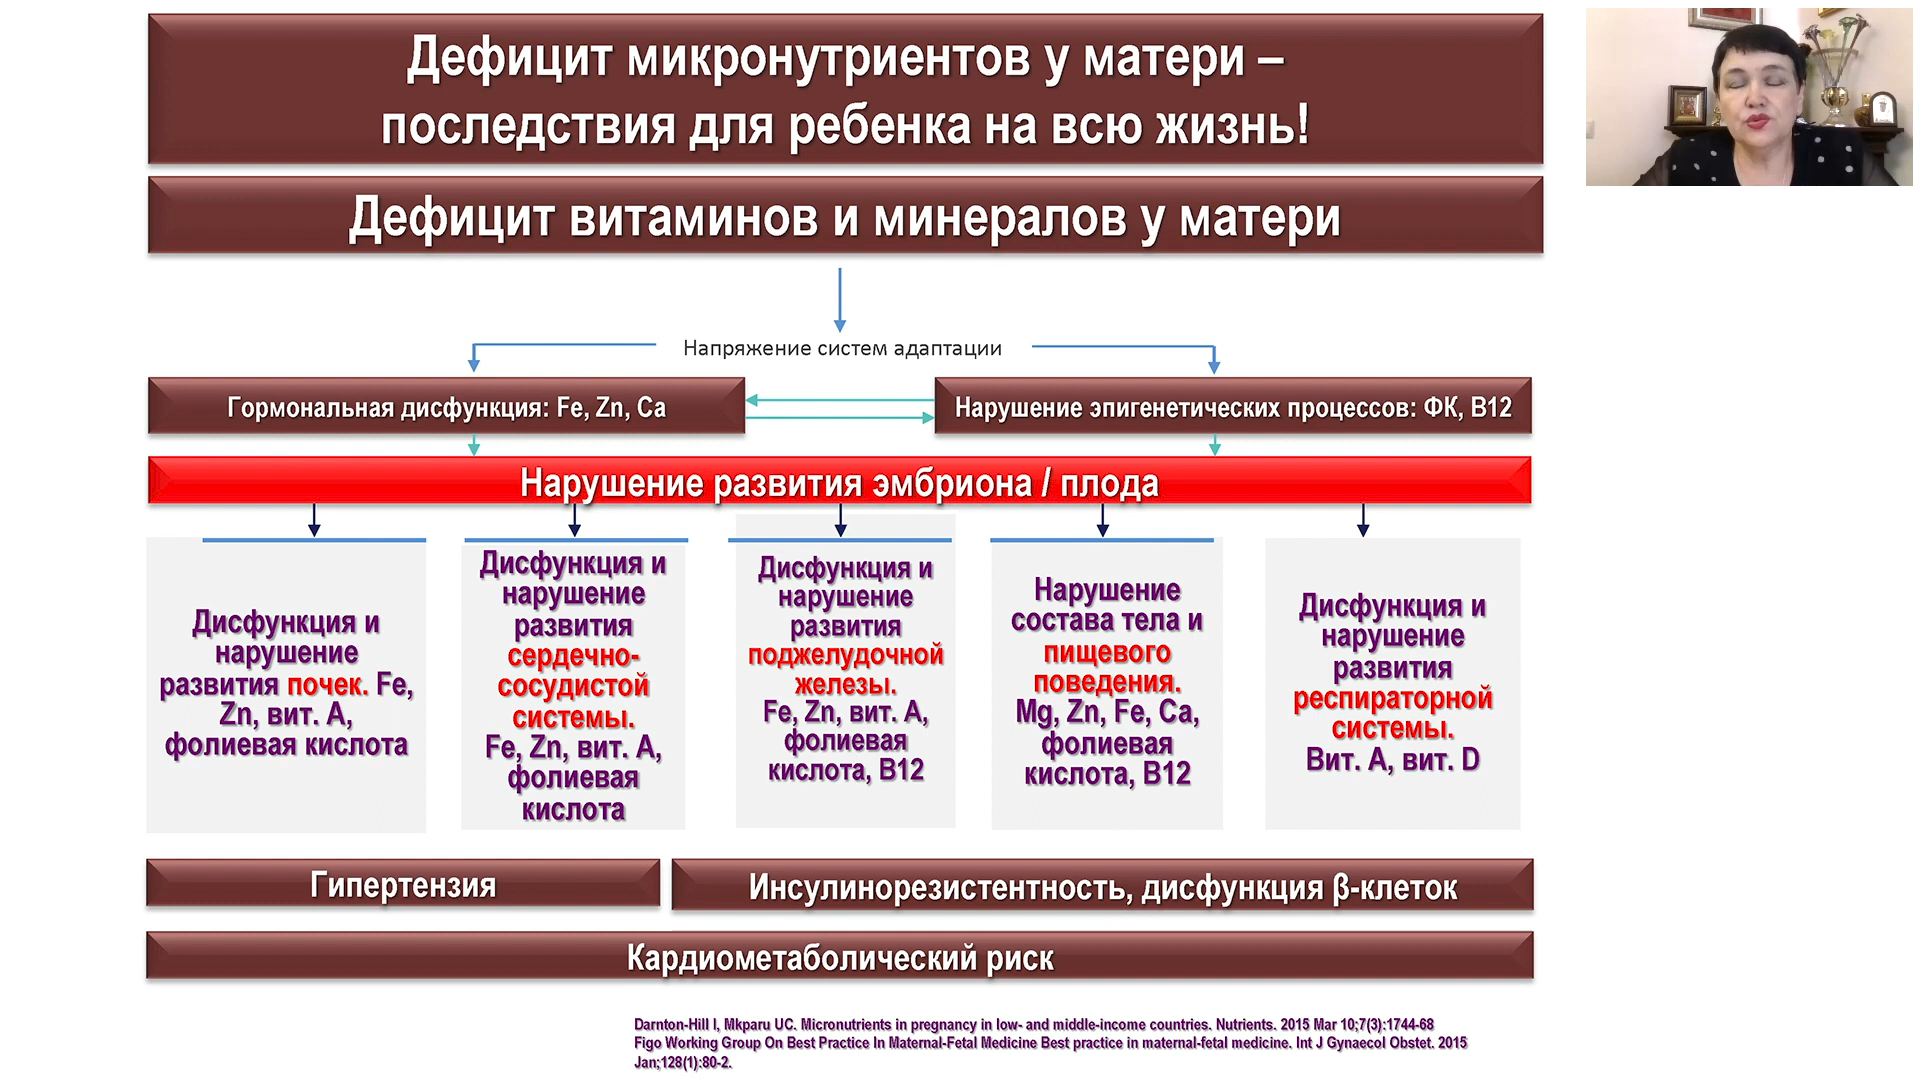 Дефицит микронутриентов у матери –
последствия для ребенка на всю жизнь!
Дефицит витаминов и минералов у матери
Напряжение систем адаптации
Гормональная дисфункция: Fe, Zn, Ca
Нарушение эпигенетических процессов: ФК, В12
Нарушение развития эмбриона / плода
Дисфункция и
нарушение
развития почек. Fe,
Zn, вит. А,
фолиевая кислота
Дисфункция и
нарушение
развития
сердечно-
сосудистой
системы.
Fe, Zn, вит. А,
фолиевая
кислота
Дисфункция и
нарушение
развития
поджелудочной
железы.
Fe, Zn, вит. А,
фолиевая
кислота, В12
Нарушение
состава тела и
пищевого
поведения.
Mg, Zn, Fe, Ca,
фолиевая
кислота, В12
Дисфункция и
нарушение
развития
респираторной
системы.
Вит. А, вит. D
Гипертензия
Инсулинорезистентность, дисфункция β-клеток
Кардиометаболический риск
Darnton-Hill I, Mkparu UC. Micronutrients in pregnancy in low- and middle-income countries. Nutrients. 2015 Mar 10;7(3):1744-68
Figo Working Group On Best Practice In Maternal-Fetal Medicine Best practice in maternal-fetal medicine. Int J Gynaecol Obstet. 2015
Jan;128(1):80-2.